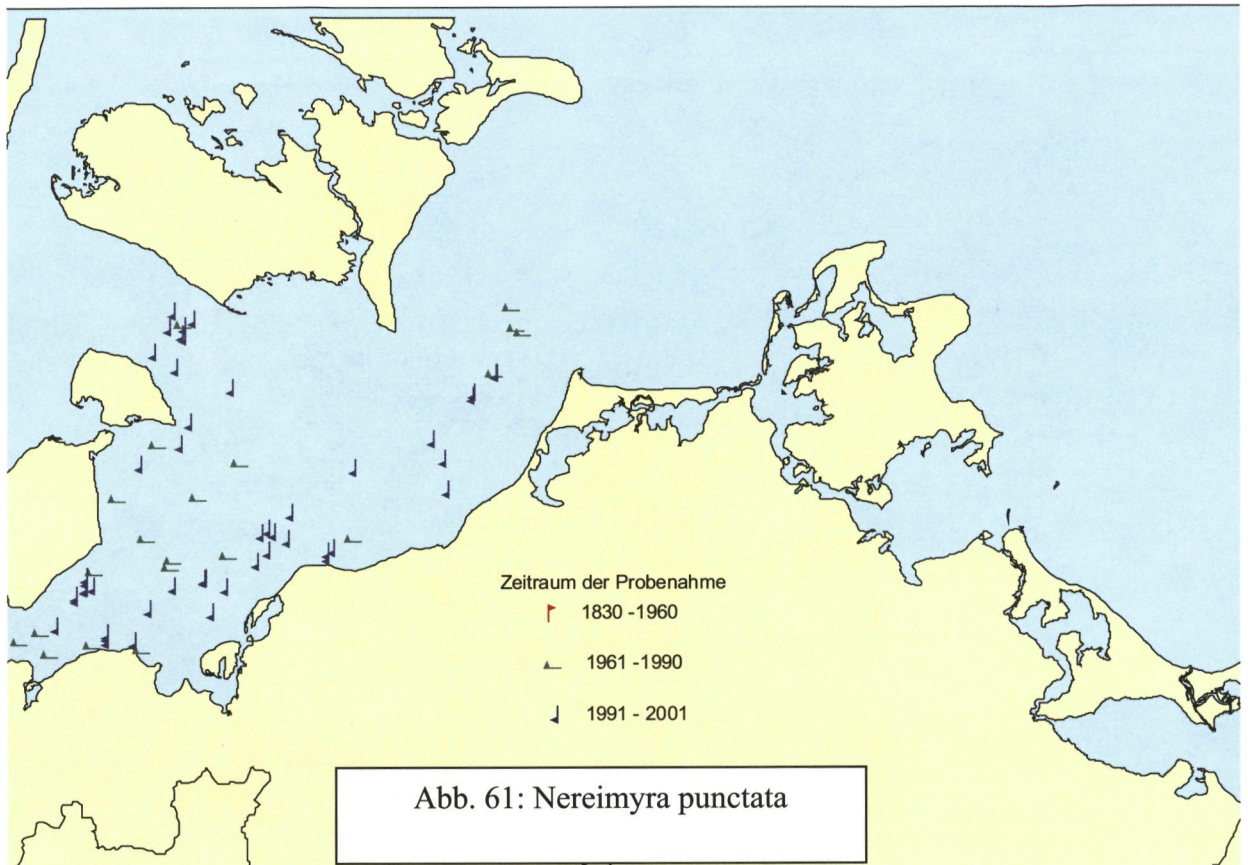 Zeitraum der Probenahme
1830 -1960
1961 -1990
1991 - 2001
Abb. 61: Nereimyra punctata